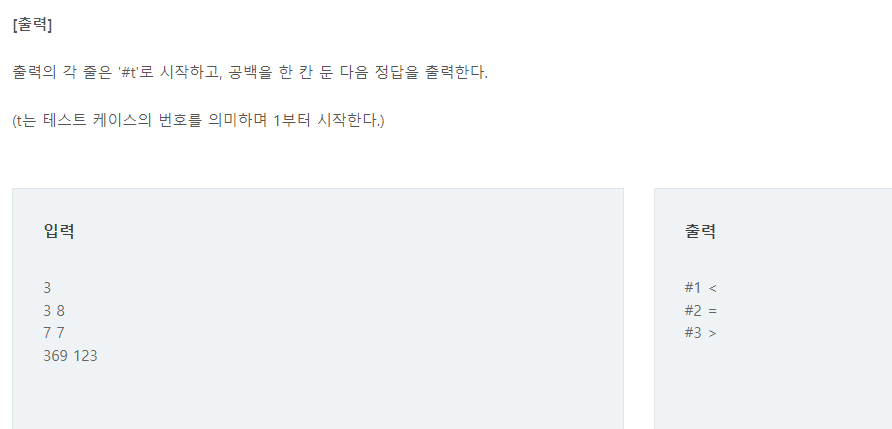 [출력]
출력의 각 줄은 '#t'로 시작하고, 공백을 한 칸 둔 다음 정답을 출력한다.
(t는 테스트 케이스의 번호를 의미하며 1부터 시작한다.)
입력
3
3 8
7 7
369 123
출력
#1 <
#2 =
#3 >